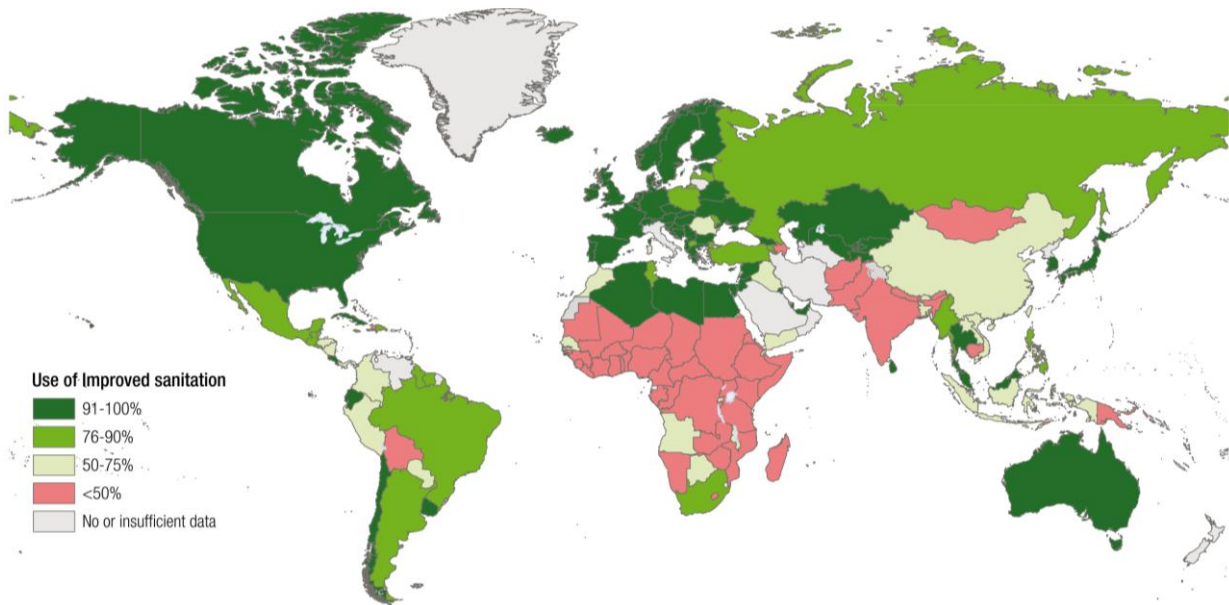 Use of Improved sanitation
91-100%
76-90%
50-75%
<50%
No or insufficient data